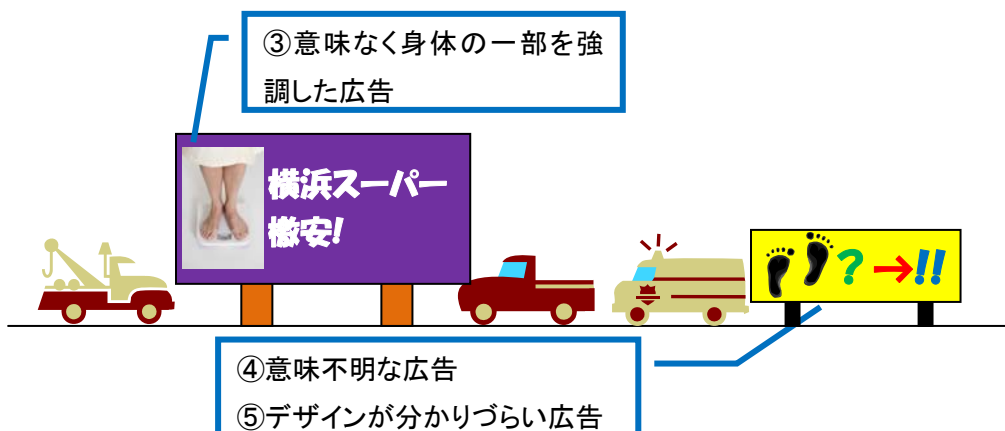 ③意味なく身体の一部を強
調した広告
横浜スーパー
激安!
?→!!
④意味不明な広告
⑤デザインが分かりづらい広告